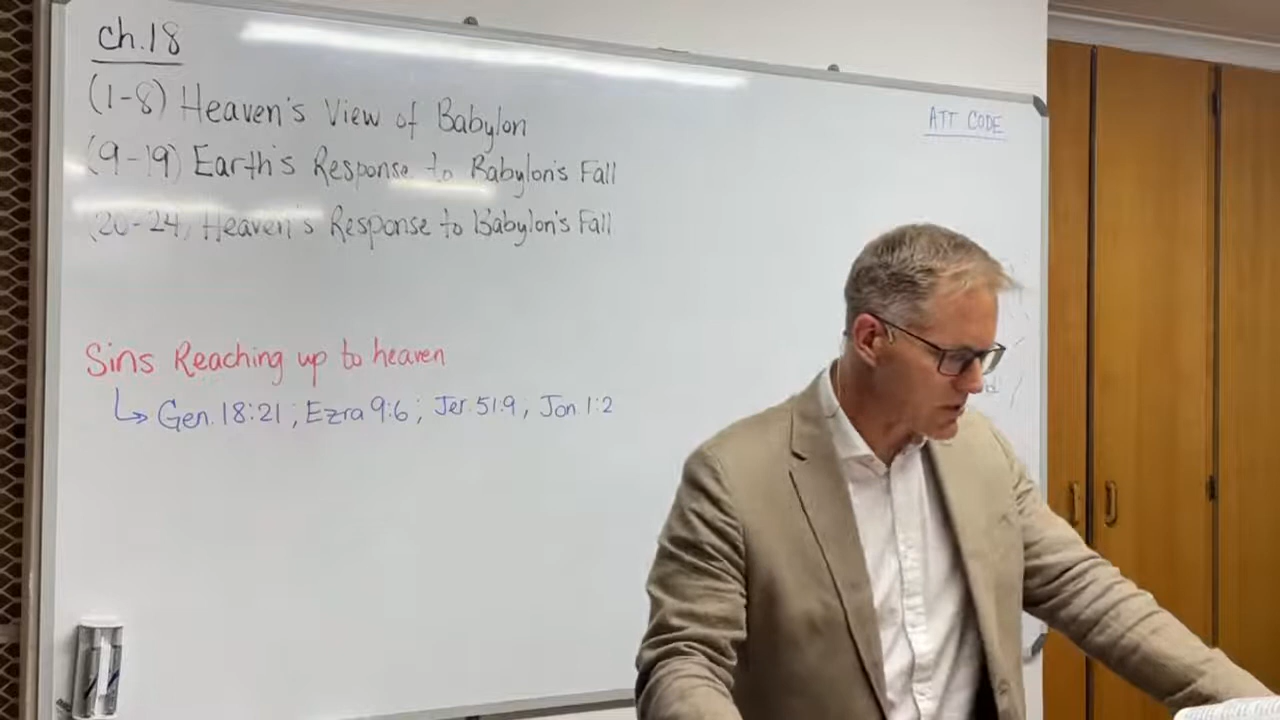 ch.18
(1-8) Heaven's View of Babylon
(9-19) Earth's Response to Babylon's Fall
(20-24) Heaven's Response to Babylon's Fall
ATT CODE
Sins Reaching up to heaven
↳ Gen. 18:21; Ezra 9:6; Jer. 51:9, Jon. 1:2